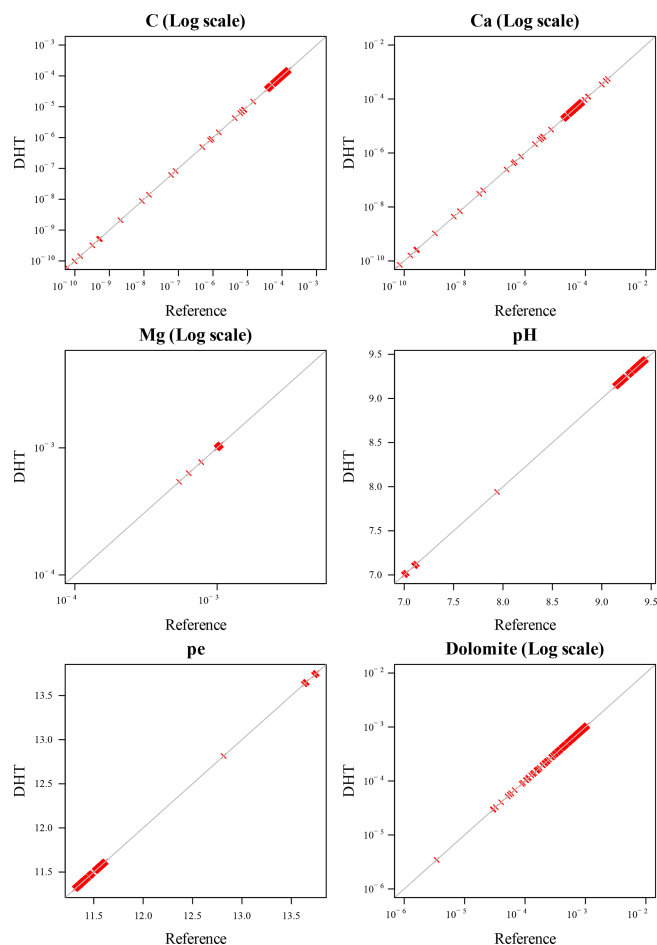 C (Log scale)
10⁻³
10⁻⁴
10⁻⁵
10⁻⁶
10⁻⁷
10⁻⁸
10⁻⁹
10⁻¹⁰
DHT
10⁻¹⁰ 10⁻⁹ 10⁻⁸ 10⁻⁷ 10⁻⁶ 10⁻⁵ 10⁻⁴ 10⁻³
Reference
Ca (Log scale)
10⁻²
10⁻⁴
10⁻⁶
10⁻⁸
10⁻¹⁰
DHT
10⁻¹⁰ 10⁻⁸ 10⁻⁶ 10⁻⁴ 10⁻²
Reference
Mg (Log scale)
10⁻³
10⁻⁴
DHT
10⁻⁴ 10⁻³
Reference
pH
9.5
9.0
8.5
8.0
7.5
7.0
DHT
7.0 7.5 8.0 8.5 9.0 9.5
Reference
pe
13.5
13.0
12.5
12.0
11.5
DHT
11.5 12.0 12.5 13.0 13.5
Reference
Dolomite (Log scale)
10⁻²
10⁻³
10⁻⁴
10⁻⁵
10⁻⁶
DHT
10⁻⁶ 10⁻⁵ 10⁻⁴ 10⁻³ 10⁻²
Reference